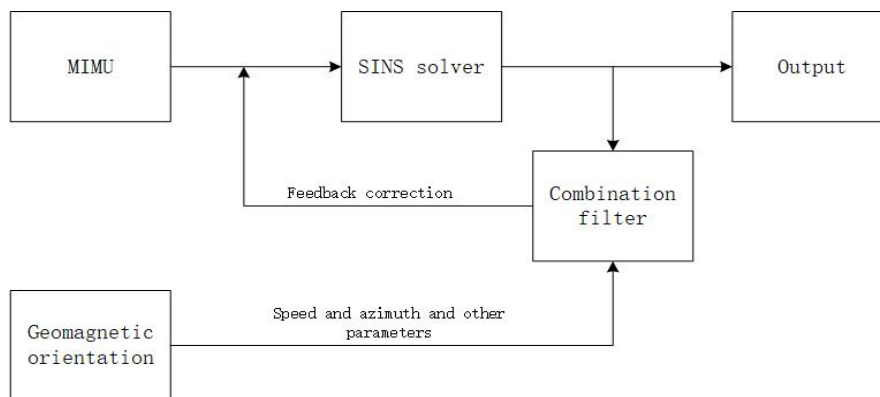 MIMU
SINS solver
Output
Feedback correction
Combination
filter
Speed and azimuth and other
parameters
Geomagnetic
orientation